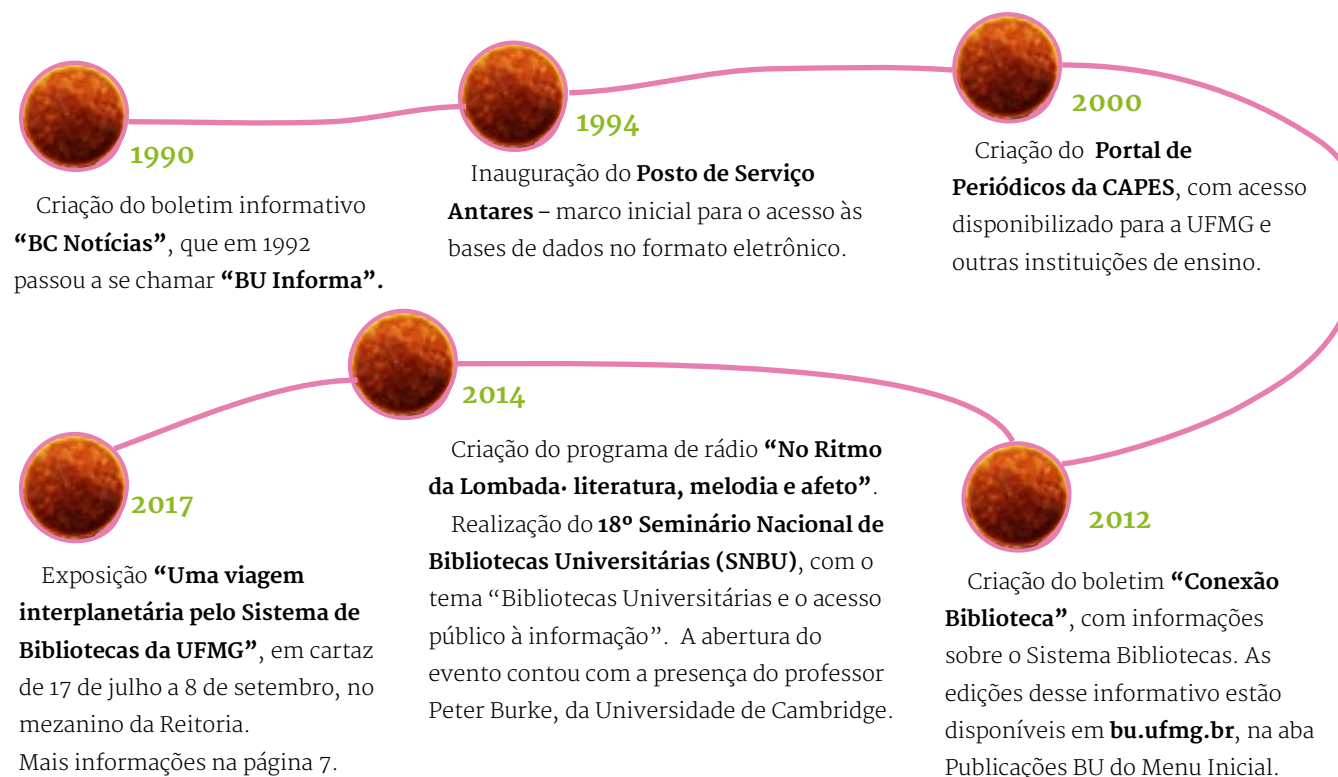 1990
Criação do boletim informativo
“BC Notícias”, que em 1992
passou a se chamar “BU Informa”.
1994
Inauguração do Posto de Serviço
Antares – marco inicial para o acesso às
bases de dados no formato eletrônico.
2000
Criação do Portal de
Periódicos da CAPES, com acesso
disponibilizado para a UFMG e
outras instituições de ensino.
2012
Criação do boletim “Conexão
Biblioteca”, com informações
sobre o Sistema Bibliotecas. As
edições desse informativo estão
disponíveis em bu.ufmg.br, na aba
Publicações BU do Menu Inicial.
2014
Criação do programa de rádio “No Ritmo
da Lombada· literatura, melodia e afeto”.
Realização do 18º Seminário Nacional de
Bibliotecas Universitárias (SNBU), com o
tema “Bibliotecas Universitárias e o acesso
público à informação”. A abertura do
evento contou com a presença do professor
Peter Burke, da Universidade de Cambridge.
2017
Exposição “Uma viagem
interplanetária pelo Sistema de
Bibliotecas da UFMG”, em cartaz
de 17 de julho a 8 de setembro, no
mezanino da Reitoria.
Mais informações na página 7.